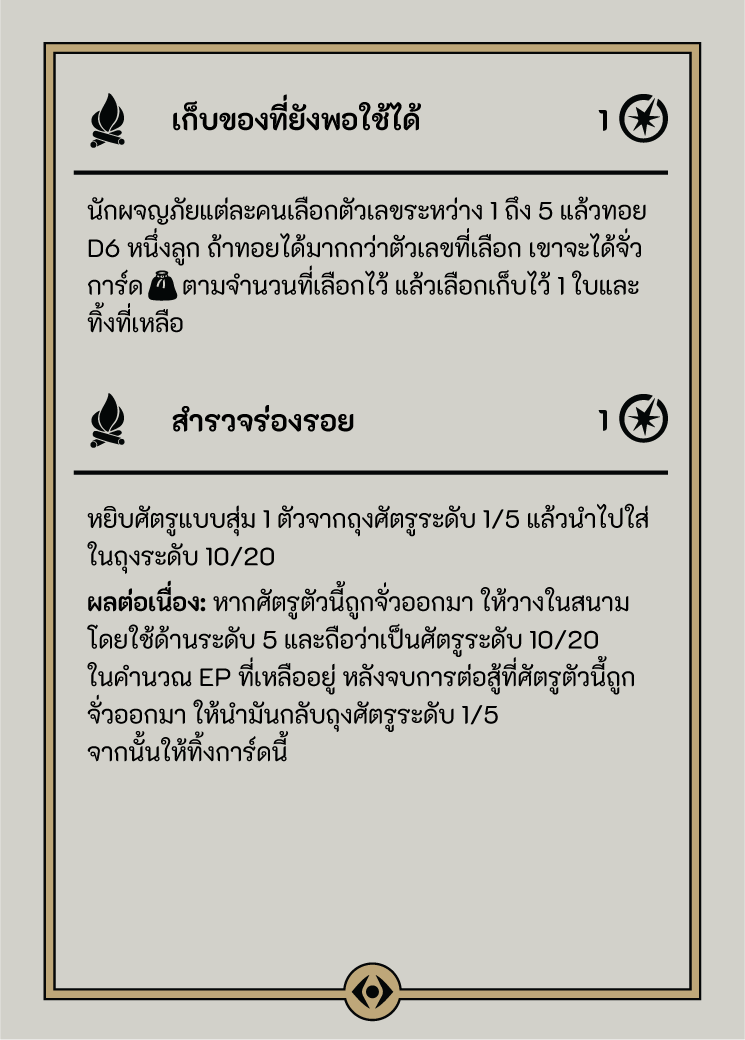 เก็บของที่ยังพอใช้ได้ 1
นักผจญภัยแต่ละคนเลือกตัวเลขระหว่าง 1 ถึง 5 แล้วทอย
D6 หนึ่งลูก ถ้าทอยได้มากกว่าตัวเลขที่เลือก เขาจะได้จั่ว
การ์ด ตามจำนวนที่เลือกไว้ แล้วเลือกเก็บไว้ 1 ใบและ
ทิ้งที่เหลือ
สำรวจร่องรอย 1
หยิบศัตรูแบบสุ่ม 1 ตัวจากถุงศัตรูระดับ 1/5 แล้วนำไปใส่
ในถุงระดับ 10/20
ผลต่อเนื่อง: หากศัตรูตัวนี้ถูกจั่วออกมา ให้วางในสนาม
โดยใช้ด้านระดับ 5 และถือว่าเป็นศัตรูระดับ 10/20
ในคำนวณ EP ที่เหลืออยู่ หลังจบการต่อสู้ที่ศัตรูตัวนี้ถูก
จั่วออกมา ให้นำมันกลับถุงศัตรูระดับ 1/5
จากนั้นให้ทิ้งการ์ดนี้